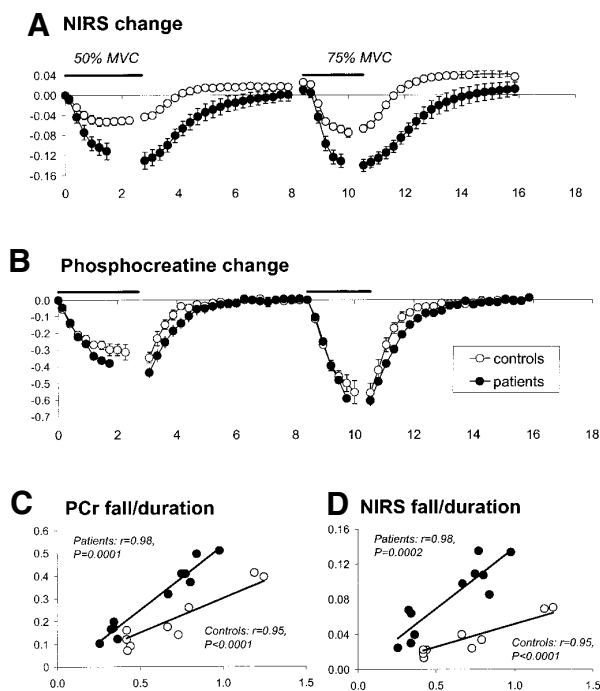 A NIRS change
50% MVC
75% MVC
0.04
0.00
-0.04
-0.08
-0.12
-0.16
0 2 4 6 8 10 12 14 16 18
B Phosphocreatine change
0.0
-0.1
-0.2
-0.3
-0.4
-0.5
-0.6
-0.7
controls
patients
0 2 4 6 8 10 12 14 16 18
C PCr fall/duration
0.6
0.5
0.4
0.3
0.2
0.1
0
Patients: r=0.98,
P=0.0001
Controls: r=0.95,
P<0.0001
0 0.5 1.0 1.5
D NIRS fall/duration
0.16
0.12
0.08
0.04
0.00
Patients: r=0.98,
P=0.0002
Controls: r=0.95,
P<0.0001
0.0 0.5 1.0 1.5